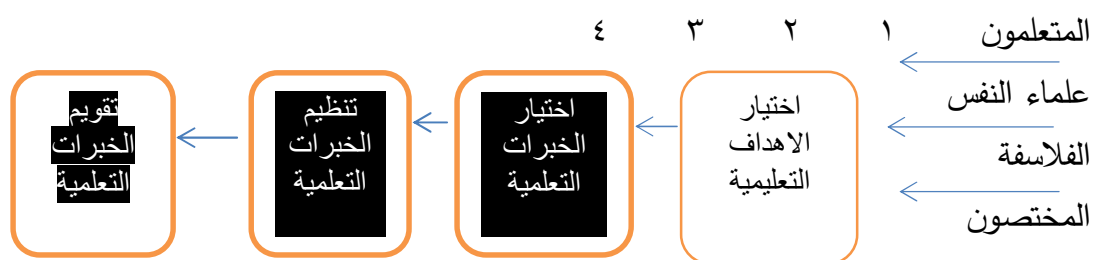 المتعلمون ١ ٢ ٣ ٤
علماء النفس
الفلاسفة
المختصون
اختيار
الاهداف
التعليمية
اختيار
الخبرات
التعلمية
تنظيم
الخبرات
التعلمية
تقويم
الخبرات
التعلمية